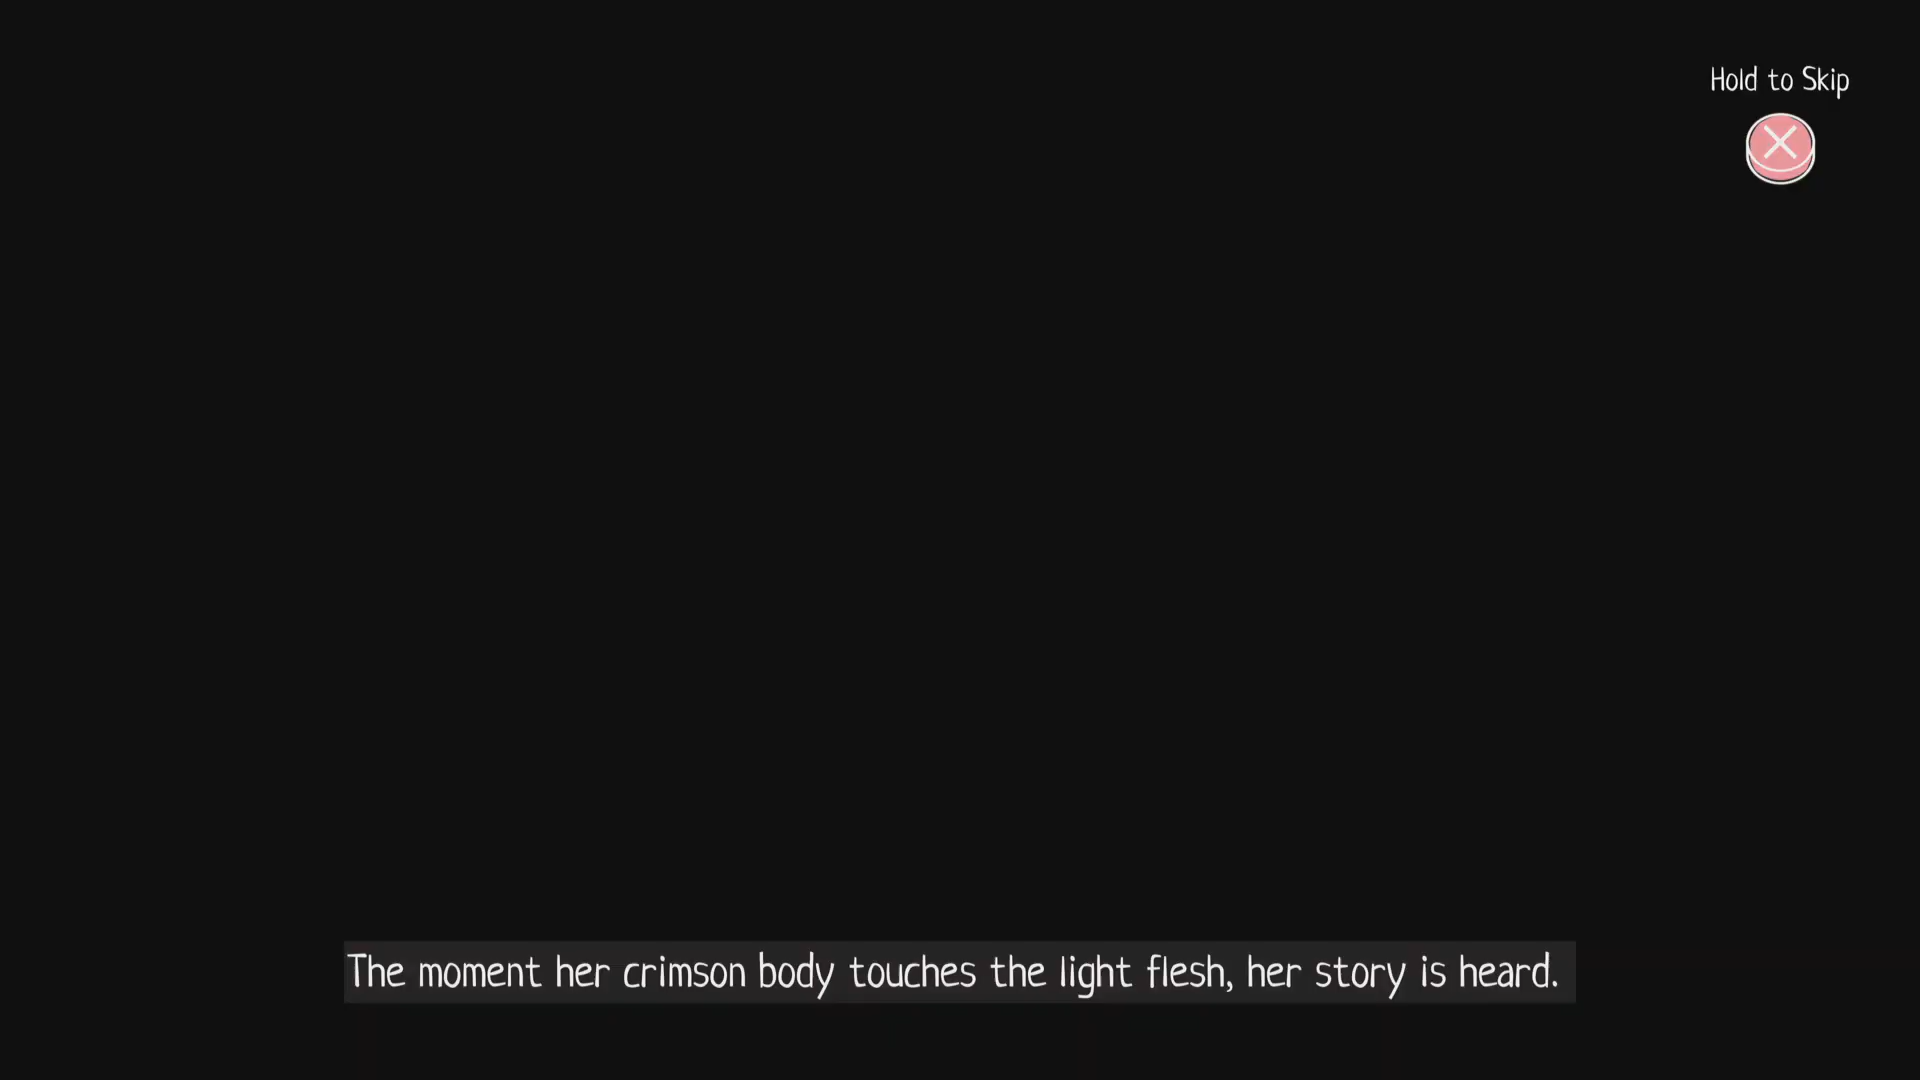 Hold to Skip
The moment her crimson body touches the light flesh, her story is heard.